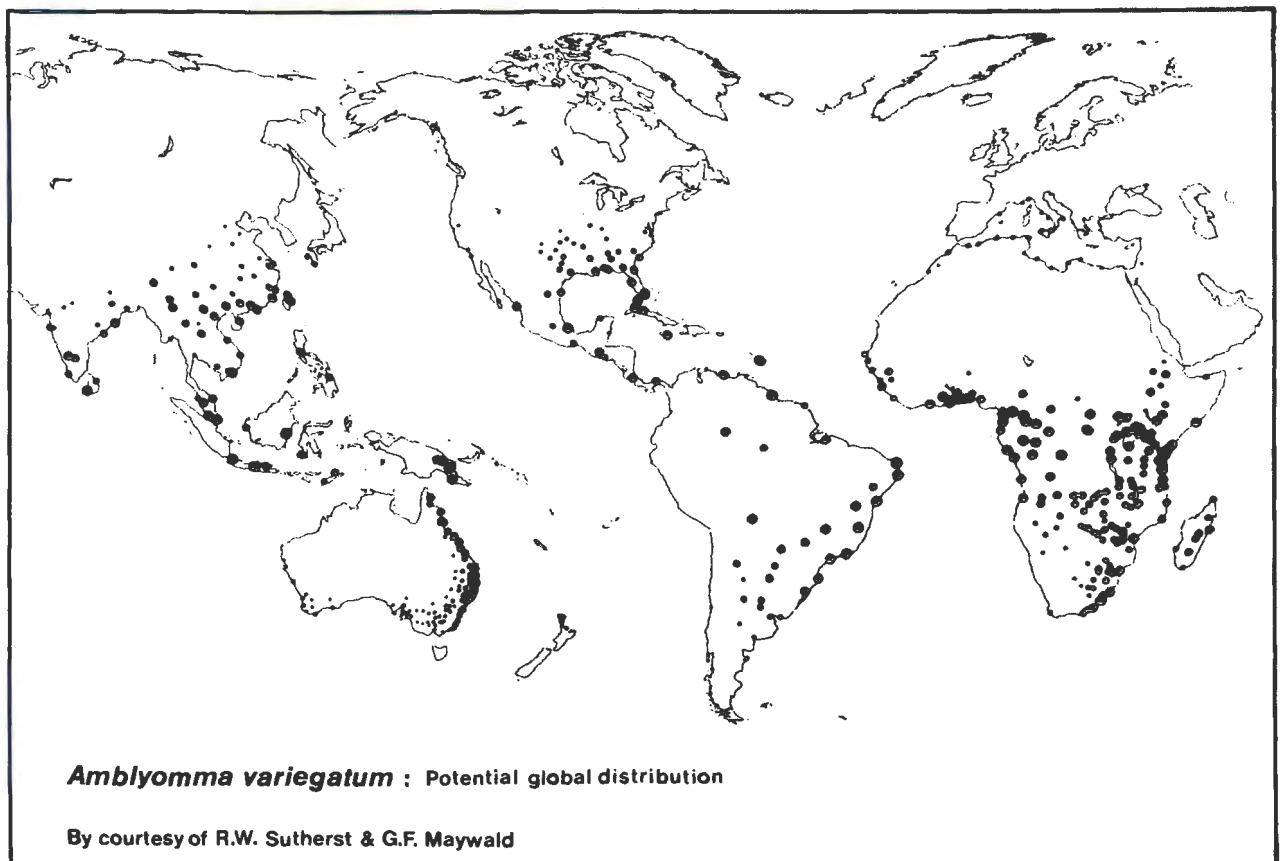 Amblyomma variegatum : Potential global distribution
By courtesy of R.W. Sutherst & G.F. Maywald